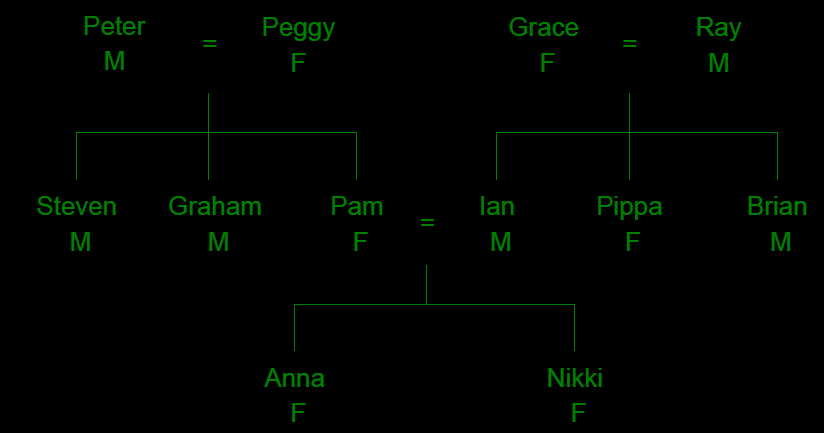 Peter = Peggy Grace = Ray
M F F M
Steven Graham Pam = Ian Pippa Brian
M M F M F M
Anna Nikki
F F